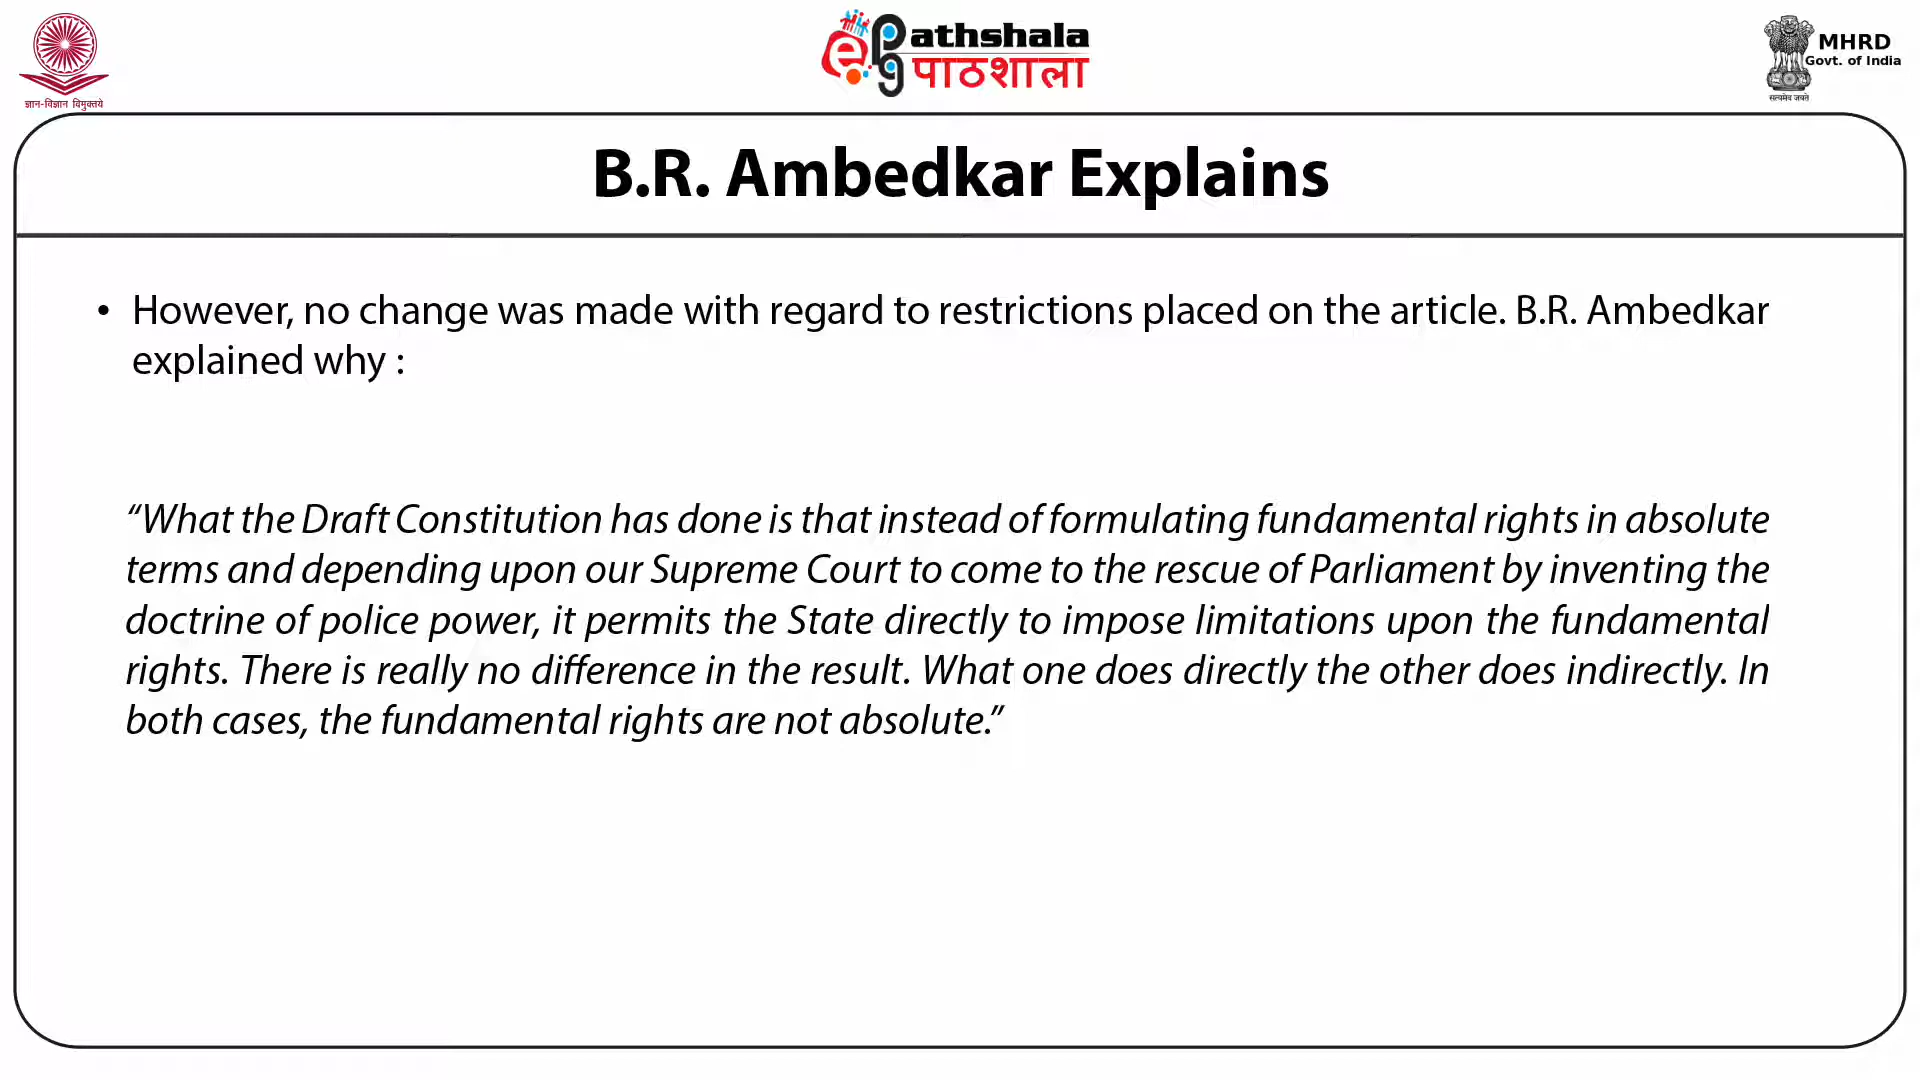 ज्ञान-विज्ञान विमुक्तये
ePathshala
पाठशाला
MHRD
Govt. of India
सत्यमेव जयते
B.R. Ambedkar Explains
• However, no change was made with regard to restrictions placed on the article. B.R. Ambedkar
explained why :
“What the Draft Constitution has done is that instead of formulating fundamental rights in absolute
terms and depending upon our Supreme Court to come to the rescue of Parliament by inventing the
doctrine of police power, it permits the State directly to impose limitations upon the fundamental
rights. There is really no difference in the result. What one does directly the other does indirectly. In
both cases, the fundamental rights are not absolute.”